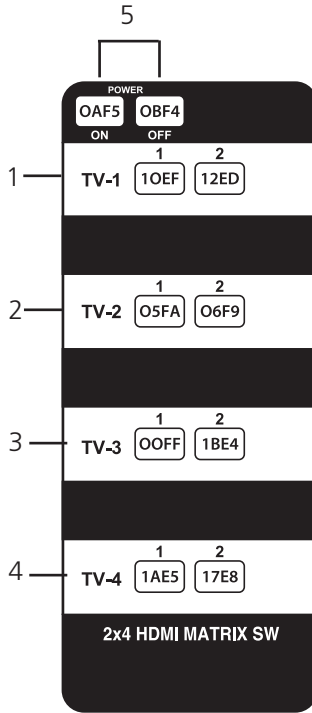 5
POWER
OAF5 OBF4
ON OFF
1 2
1 TV-1 10EF 12ED
1 2
2 TV-2 O5FA O6F9
1 2
3 TV-3 OOFF 1BE4
1 2
4 TV-4 1AE5 17E8
2x4 HDMI MATRIX SW